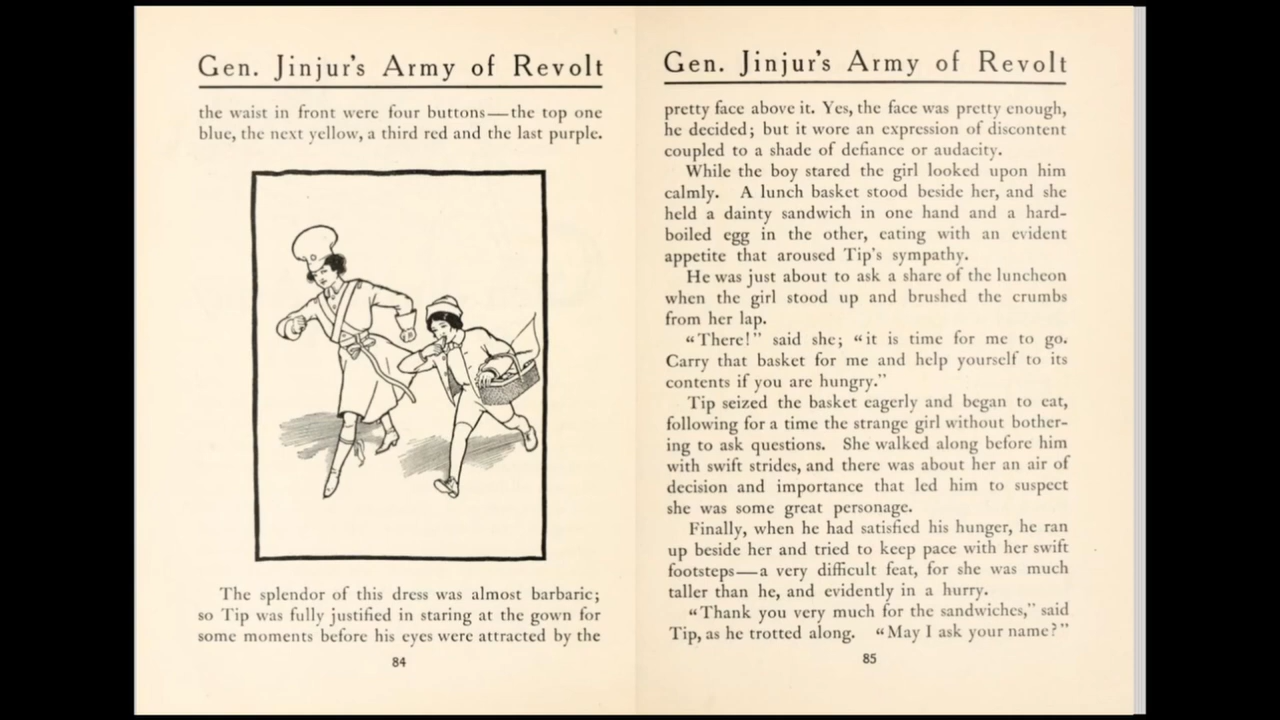 Gen. Jinjur's Army of Revolt
the waist in front were four buttons—the top one
blue, the next yellow, a third red and the last purple.
The splendor of this dress was almost barbaric;
so Tip was fully justified in staring at the gown for
some moments before his eyes were attracted by the
84
Gen. Jinjur's Army of Revolt
pretty face above it. Yes, the face was pretty enough,
he decided; but it wore an expression of discontent
coupled to a shade of defiance or audacity.
While the boy stared the girl looked upon him
calmly. A lunch basket stood beside her, and she
held a dainty sandwich in one hand and a hard-
boiled egg in the other, eating with an evident
appetite that aroused Tip's sympathy.
He was just about to ask a share of the luncheon
when the girl stood up and brushed the crumbs
from her lap.
"There!" said she; "it is time for me to go.
Carry that basket for me and help yourself to its
contents if you are hungry."
Tip seized the basket eagerly and began to eat,
following for a time the strange girl without bother-
ing to ask questions. She walked along before him
with swift strides, and there was about her an air of
decision and importance that led him to suspect
she was some great personage.
Finally, when he had satisfied his hunger, he ran
up beside her and tried to keep pace with her swift
footsteps—a very difficult feat, for she was much
taller than he, and evidently in a hurry.
"Thank you very much for the sandwiches," said
Tip, as he trotted along. "May I ask your name?"
85